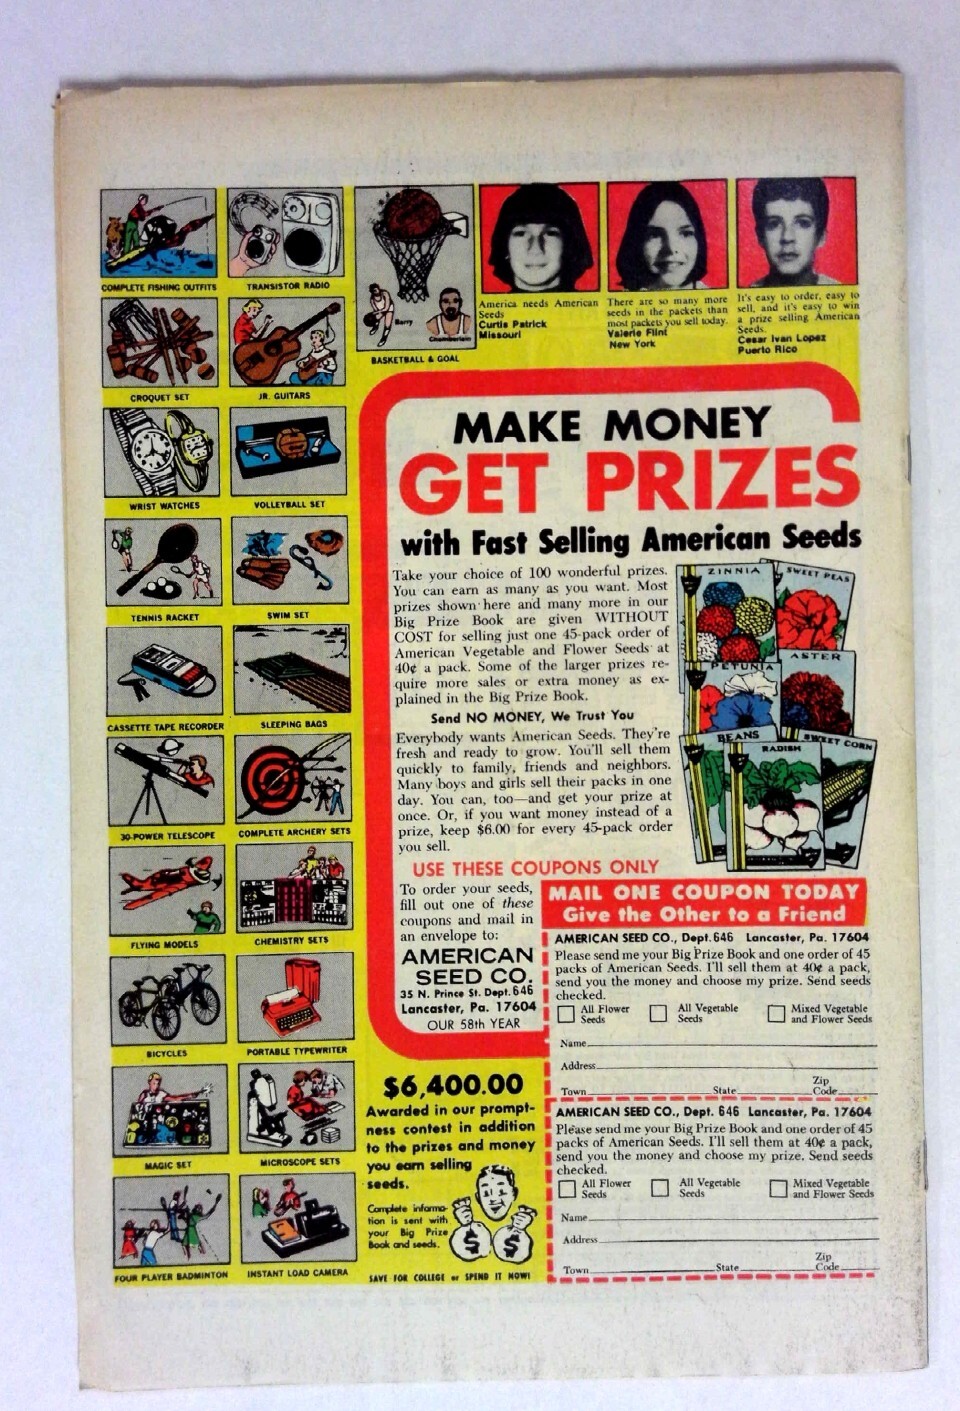 COMPLETE FISHING OUTFITS
TRANSISTOR RADIO
Barry
Chamberlain
BASKETBALL & GOAL
America needs American
Seeds
Curtis Patrick
Missouri
There are so many more
seeds in the packets than
most packets you sell today.
Valerie Flint
New York
It's easy to order, easy to
sell, and it's easy to win
a prize selling American
Seeds.
Cesar Ivan Lopez
Puerto Rico
CROQUET SET
JR. GUITARS
WRIST WATCHES
VOLLEYBALL SET
TENNIS RACKET
SWIM SET
CASSETTE TAPE RECORDER
SLEEPING BAGS
30-POWER TELESCOPE
COMPLETE ARCHERY SETS
FLYING MODELS
CHEMISTRY SETS
BICYCLES
PORTABLE TYPEWRITER
MAGIC SET
MICROSCOPE SETS
FOUR PLAYER BADMINTON
INSTANT LOAD CAMERA
MAKE MONEY
GET PRIZES
with Fast Selling American Seeds
Take your choice of 100 wonderful prizes.
You can earn as many as you want. Most
prizes shown here and many more in our
Big Prize Book are given WITHOUT
COST for selling just one 45-pack order of
American Vegetable and Flower Seeds at
40¢ a pack. Some of the larger prizes re-
quire more sales or extra money as ex-
plained in the Big Prize Book.
Send NO MONEY, We Trust You
Everybody wants American Seeds. They're
fresh and ready to grow. You'll sell them
quickly to family, friends and neighbors.
Many boys and girls sell their packs in one
day. You can, too—and get your prize at
once. Or, if you want money instead of a
prize, keep $6.00 for every 45-pack order
you sell.
ZINNIA
SWEET PEAS
PETUNIA
ASTER
BEANS
RADISH
SWEET CORN
USE THESE COUPONS ONLY
To order your seeds,
fill out one of these
coupons and mail in
an envelope to:
AMERICAN
SEED CO.
35 N. Prince St. Dept. 646
Lancaster, Pa. 17604
OUR 58th YEAR
MAIL ONE COUPON TODAY
Give the Other to a Friend
AMERICAN SEED CO., Dept. 646 Lancaster, Pa. 17604
Please send me your Big Prize Book and one order of 45
packs of American Seeds. I'll sell them at 40¢ a pack,
send you the money and choose my prize. Send seeds
checked.
All Flower
Seeds
All Vegetable
Seeds
Mixed Vegetable
and Flower Seeds
Name
Address
Town State Zip Code
AMERICAN SEED CO., Dept. 646 Lancaster, Pa. 17604
Please send me your Big Prize Book and one order of 45
packs of American Seeds. I'll sell them at 40¢ a pack,
send you the money and choose my prize. Send seeds
checked.
All Flower
Seeds
All Vegetable
Seeds
Mixed Vegetable
and Flower Seeds
Name
Address
Town State Zip Code
$6,400.00
Awarded in our prompt-
ness contest in addition
to the prizes and money
you earn selling
seeds.
Complete informa-
tion is sent with
your Big Prize
Book and seeds.
$ $
SAVE FOR COLLEGE or SPEND IT NOW!